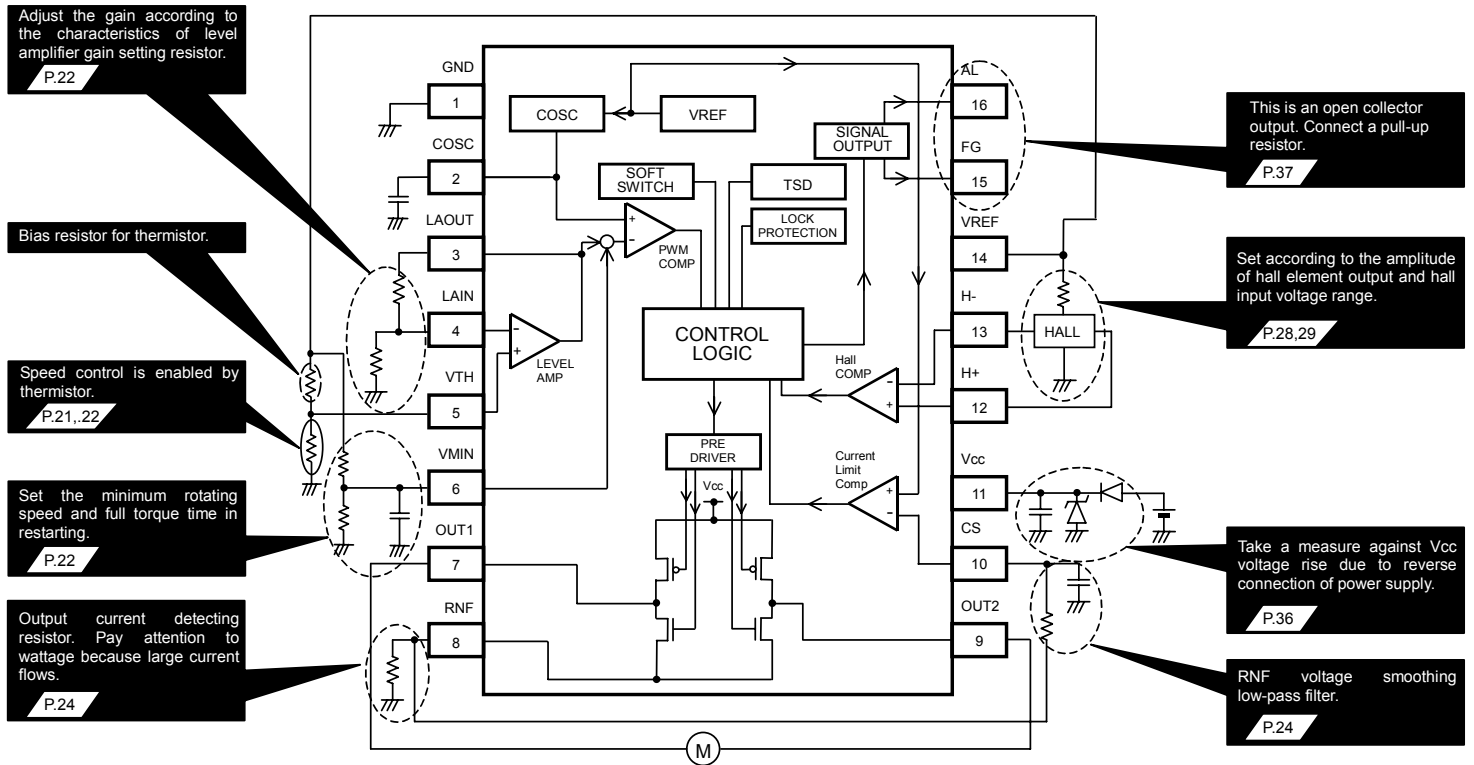 Adjust the gain according to
the characteristics of level
amplifier gain setting resistor.
P.22
Bias resistor for thermistor.
Speed control is enabled by
thermistor.
P.21,.22
Set the minimum rotating
speed and full torque time in
restarting.
P.22
Output current detecting
resistor. Pay attention to
wattage because large current
flows.
P.24
GND
1
COSC
2
LAOUT
3
LAIN
4
VTH
5
VMIN
6
OUT1
7
RNF
8
COSC
VREF
SOFT
SWITCH
TSD
LOCK
PROTECTION
SIGNAL
OUTPUT
+
-
PWM
COMP
-
+
LEVEL
AMP
CONTROL
LOGIC
Hall
COMP
-
+
PRE
DRIVER
Vcc
Current
Limit
Comp
+
-
AL
16
FG
15
VREF
14
H-
13
HALL
H+
12
Vcc
11
CS
10
OUT2
9
M
This is an open collector
output. Connect a pull-up
resistor.
P.37
Set according to the amplitude
of hall element output and hall
input voltage range.
P.28,29
Take a measure against Vcc
voltage rise due to reverse
connection of power supply.
P.36
RNF voltage smoothing
low-pass filter.
P.24